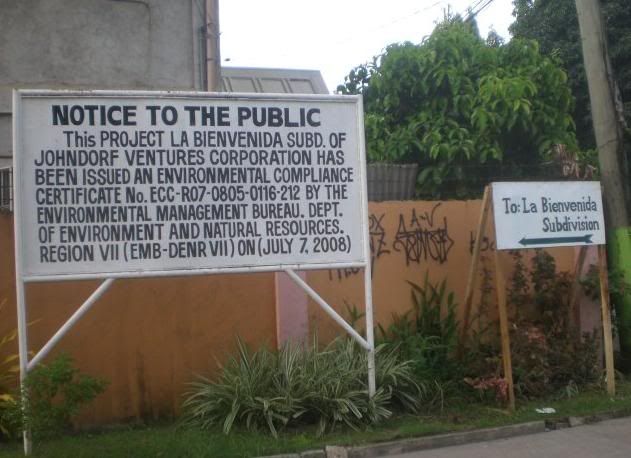 NOTICE TO THE PUBLIC
This PROJECT LA BIENVENIDA SUBD. OF
JOHNDORF VENTURES CORPORATION HAS
BEEN ISSUED AN ENVIRONMENTAL COMPLIANCE
CERTIFICATE No. ECC-R07-0805-0116-212 BY THE
ENVIRONMENTAL MANAGEMENT BUREAU. DEPT.
OF ENVIRONMENT AND NATURAL RESOURCES.
REGION VII (EMB-DENR VII) ON (JULY 7, 2008)
To: La Bienvenida
Subdivision